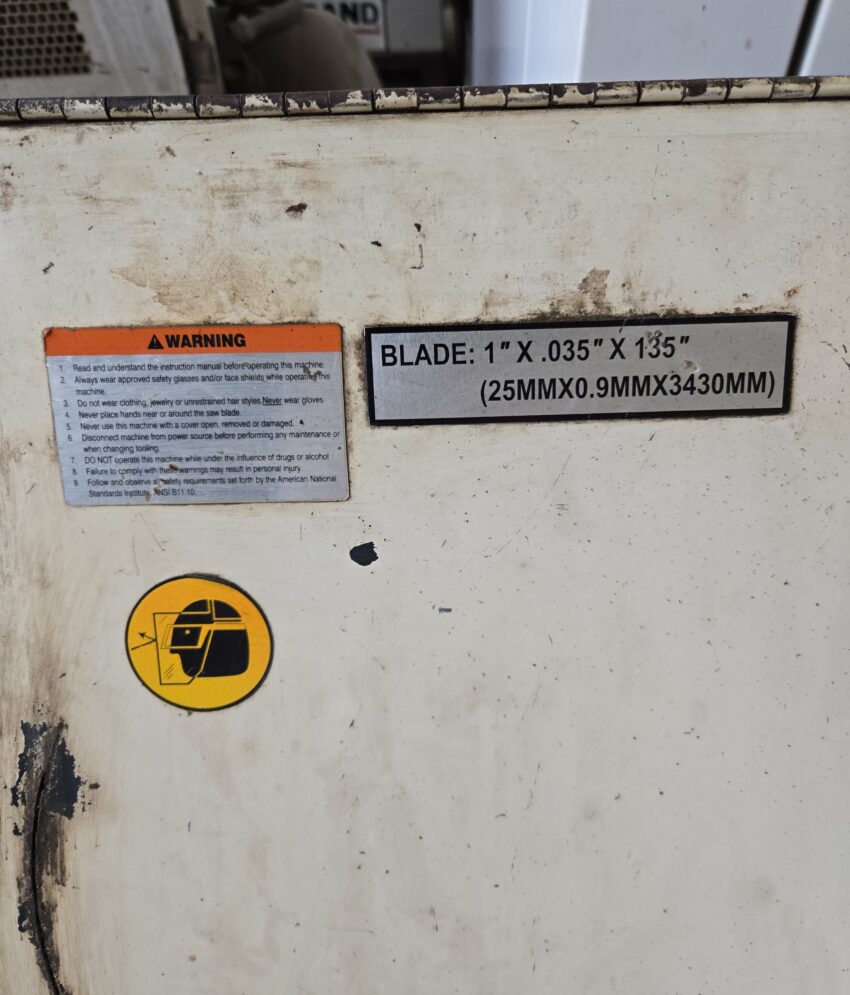 AND
WARNING
1. Read and understand the instruction manual before operating this machine.
2. Always wear approved safety glasses and/or face shields while operating this
machine.
3. Do not wear clothing, jewelry or unrestrained hair styles. Never wear gloves.
4. Never place hands near or around the saw blade.
5. Never use this machine with a cover open, removed or damaged.
6. Disconnect machine from power source before performing any maintenance or
when changing tooling.
7. DO NOT operate this machine while under the influence of drugs or alcohol.
8. Failure to comply with these warnings may result in personal injury.
9. Follow and observe all safety requirements set forth by the American National
Standards Institute, ANSI B11.10.
BLADE: 1" X .035" X 135"
(25MMX0.9MMX3430MM)